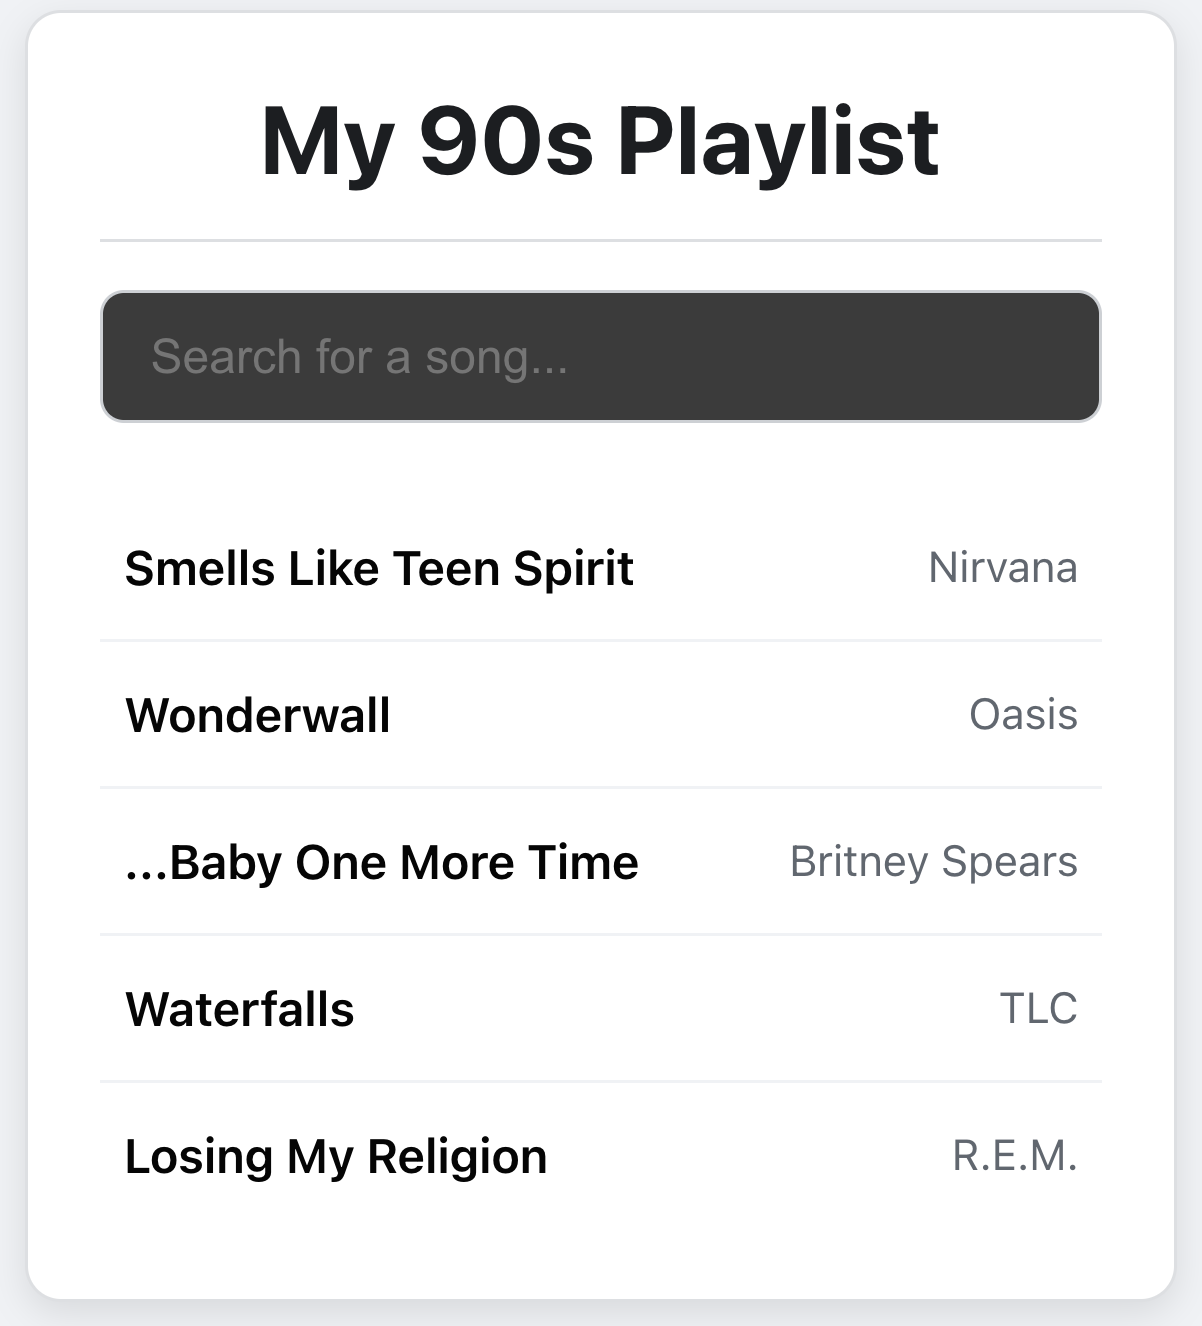 My 90s Playlist
Search for a song...
Smells Like Teen Spirit Nirvana
Wonderwall Oasis
...Baby One More Time Britney Spears
Waterfalls TLC
Losing My Religion R.E.M.